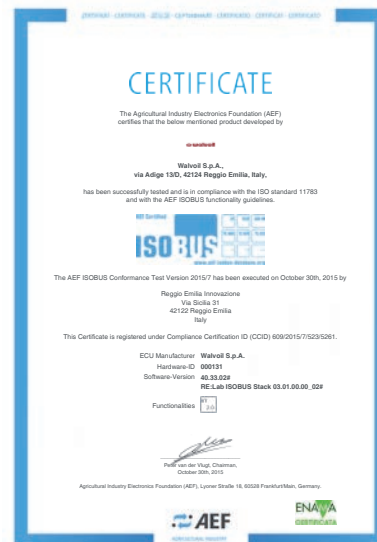 CERTIFICATE
The Agricultural Industry Electronics Foundation (AEF)
certifies that the below mentioned product developed by
walvoil
Walvoil S.p.A.,
via Adige 13/D, 42124 Reggio Emilia, Italy,
has been successfully tested and is in compliance with the ISO standard 11783
and with the AEF ISOBUS functionality guidelines.
AEF Certified
ISOBUS
The AEF ISOBUS Conformance Test Version 2015/7 has been executed on October 30th, 2015 by
Reggio Emilia Innovazione
Via Sicilia 31
42122 Reggio Emilia
Italy
This Certificate is registered under Compliance Certification ID (CCID) 609/2015/7/523/5261.
ECU Manufacturer Walvoil S.p.A.
Hardware-ID 000131
Software-Version 40.33.02#
RE:Lab ISOBUS Stack 03.01.00.00_02#
Functionalities
Peter van der Vlugt, Chairman,
October 30th, 2015
Agricultural Industry Electronics Foundation (AEF), Lyoner Straße 18, 60528 Frankfurt/Main, Germany.
ENAMA
CERTIFICATA
AEF
AGRICULTURAL INDUSTRY